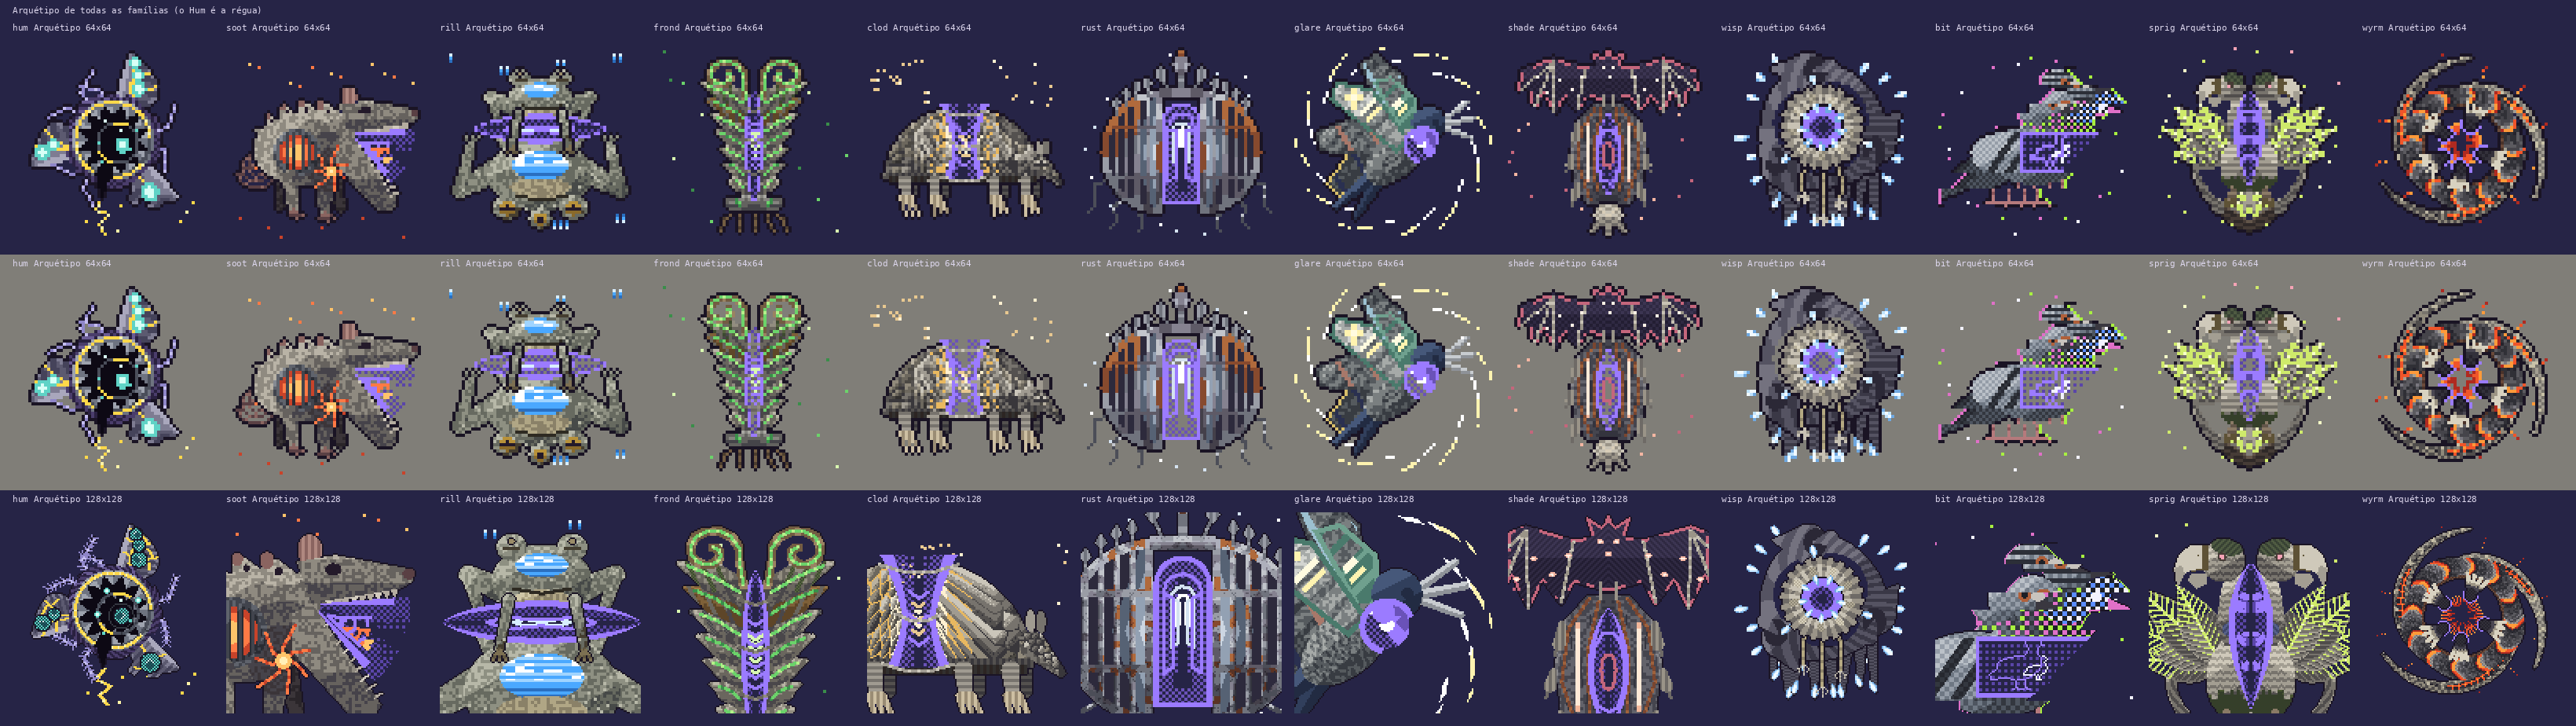 Arquétipo de todas as famílias (o Hum é a régua)
hum Arquétipo 64x64
soot Arquétipo 64x64
rill Arquétipo 64x64
frond Arquétipo 64x64
clod Arquétipo 64x64
rust Arquétipo 64x64
glare Arquétipo 64x64
shade Arquétipo 64x64
wisp Arquétipo 64x64
bit Arquétipo 64x64
sprig Arquétipo 64x64
wyrm Arquétipo 64x64
hum Arquétipo 64x64
soot Arquétipo 64x64
rill Arquétipo 64x64
frond Arquétipo 64x64
clod Arquétipo 64x64
rust Arquétipo 64x64
glare Arquétipo 64x64
shade Arquétipo 64x64
wisp Arquétipo 64x64
bit Arquétipo 64x64
sprig Arquétipo 64x64
wyrm Arquétipo 64x64
hum Arquétipo 128x128
soot Arquétipo 128x128
rill Arquétipo 128x128
frond Arquétipo 128x128
clod Arquétipo 128x128
rust Arquétipo 128x128
glare Arquétipo 128x128
shade Arquétipo 128x128
wisp Arquétipo 128x128
bit Arquétipo 128x128
sprig Arquétipo 128x128
wyrm Arquétipo 128x128